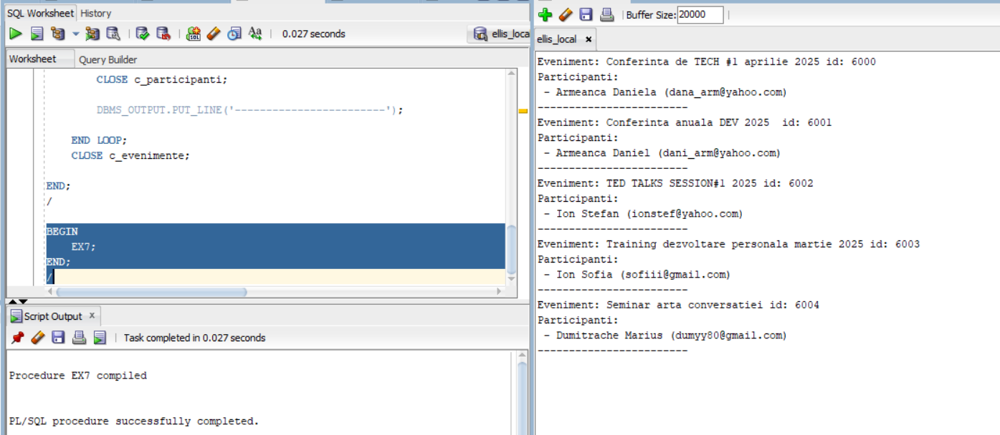 SQL Worksheet History
0.027 seconds
ellis_loca
Worksheet Query Builder
CLOSE c_participanti;
DBMS_OUTPUT.PUT_LINE('------------------------');
END LOOP;
CLOSE c_evenimente;
END;
/
BEGIN
EX7;
END;
/
Script Output x
Task completed in 0.027 seconds
Procedure EX7 compiled
PL/SQL procedure successfully completed.
Buffer Size: 20000
ellis_local x
Eveniment: Conferinta de TECH #1 aprilie 2025 id: 6000
Participanti:
- Armeanca Daniela (dana_arm@yahoo.com)
------------------------
Eveniment: Conferinta anuala DEV 2025  id: 6001
Participanti:
- Armeanca Daniel (dani_arm@yahoo.com)
------------------------
Eveniment: TED TALKS SESSION#1 2025 id: 6002
Participanti:
- Ion Stefan (ionstef@yahoo.com)
------------------------
Eveniment: Training dezvoltare personala martie 2025 id: 6003
Participanti:
- Ion Sofia (sofiii@gmail.com)
------------------------
Eveniment: Seminar arta conversatiei id: 6004
Participanti:
- Dumitrache Marius (dumyy80@gmail.com)
------------------------